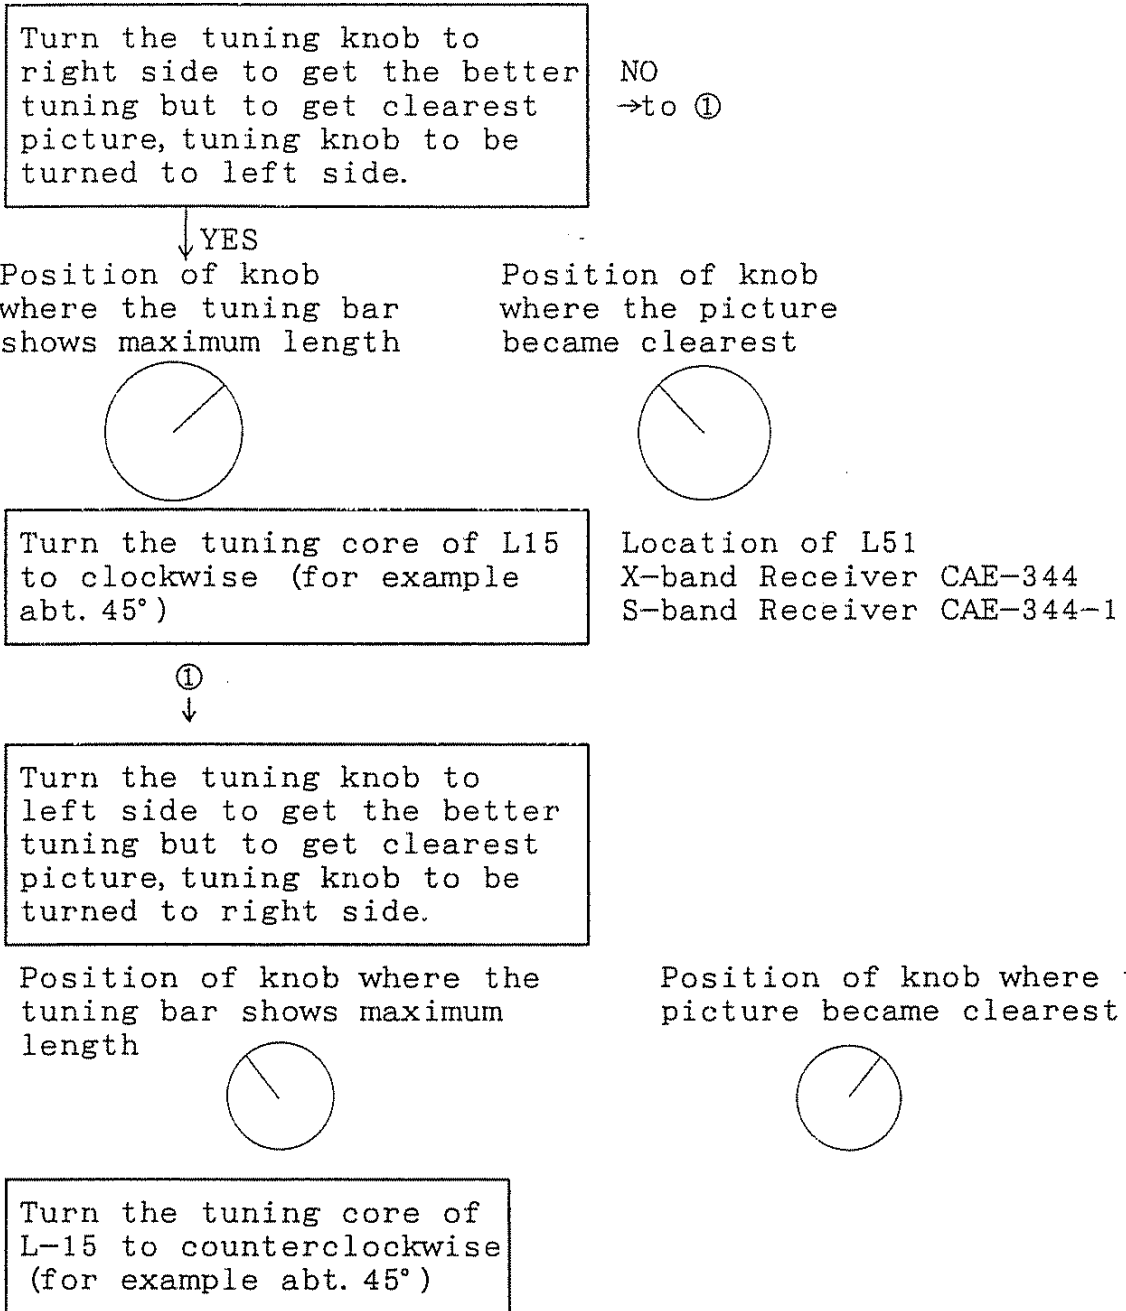 Turn the tuning knob to
right side to get the better
tuning but to get clearest
picture, tuning knob to be
turned to left side.
NO
→to ①
YES
Position of knob
where the tuning bar
shows maximum length
Position of knob
where the picture
became clearest
Turn the tuning core of L15
to clockwise (for example
abt. 45°)
Location of L51
X-band Receiver CAE-344
S-band Receiver CAE-344-1
①
Turn the tuning knob to
left side to get the better
tuning but to get clearest
picture, tuning knob to be
turned to right side.
Position of knob where the
tuning bar shows maximum
length
Position of knob where
picture became clearest
Turn the tuning core of
L-15 to counterclockwise
(for example abt. 45°)